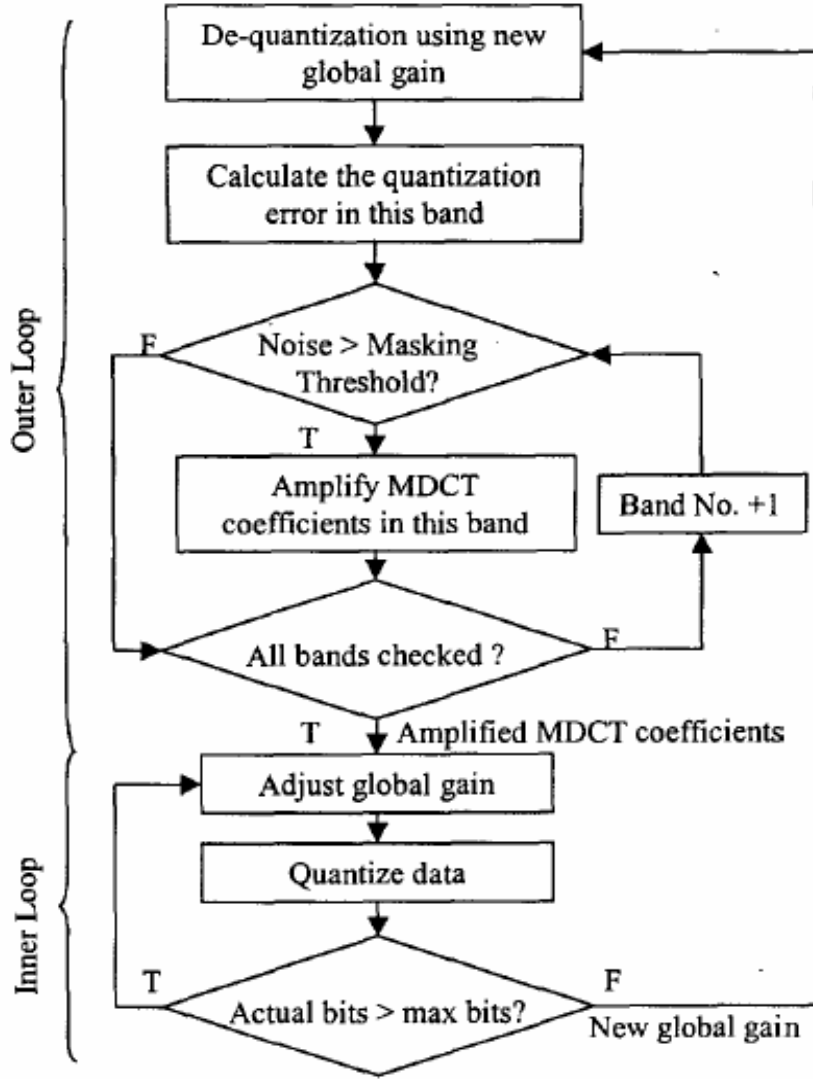 De-quantization using new
global gain
Calculate the quantization
error in this band
Outer Loop
F
Noise > Masking
Threshold?
T
Amplify MDCT
coefficients in this band
Band No. +1
All bands checked ?
F
T
Amplified MDCT coefficients
Adjust global gain
Quantize data
Inner Loop
T
Actual bits > max bits?
F
New global gain